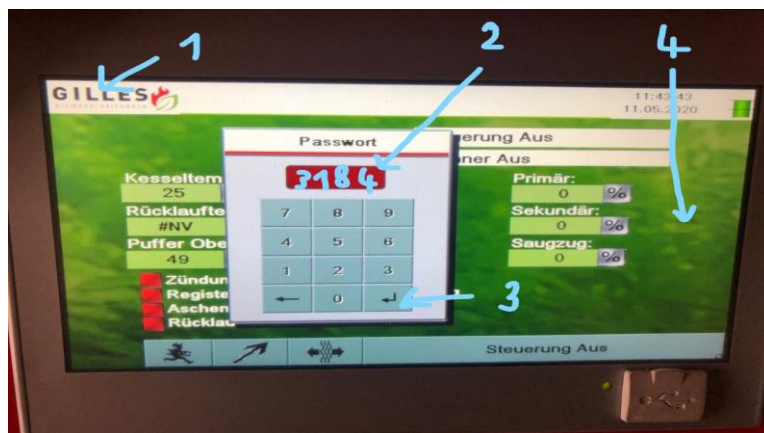 1
2
4
GILLES
11:43:43
11.05.2020
Passwort
erung Aus
ner Aus
3184
Kesseltem
25
Primär:
0 %
Rücklaufte
#NV
Sekundär:
0 %
Puffer Obe
49
Saugzug:
0 %
7 8 9
4 5 6
1 2 3
← 0 ↵
3
Zündun
Registe
Aschen
Rücklau
Steuerung Aus